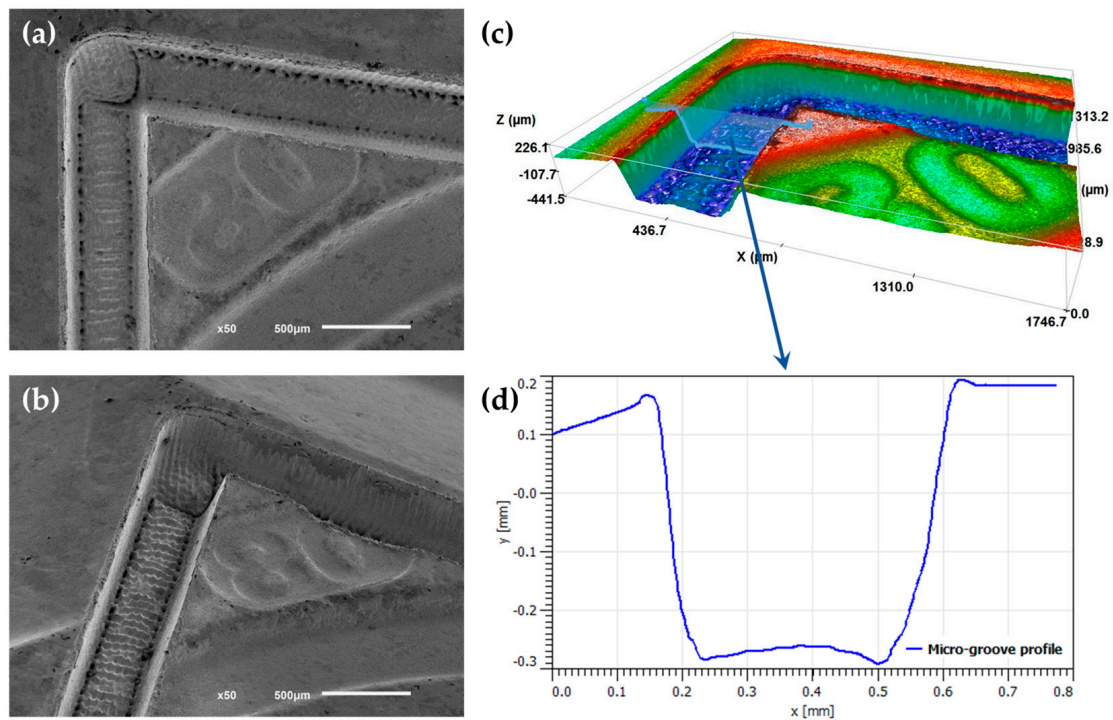 (a)
x50 500μm
(b)
x50 500μm
(c)
Z (μm)
226.1
-107.7
-441.5
436.7
X (μm)
1310.0
1746.7
0.0
313.2
935.6
(μm)
28.9
(d)
0.2
0.1
-0.0
-0.1
-0.2
-0.3
y [mm]
Micro-groove profile
0.0 0.1 0.2 0.3 0.4 0.5 0.6 0.7 0.8
x [mm]